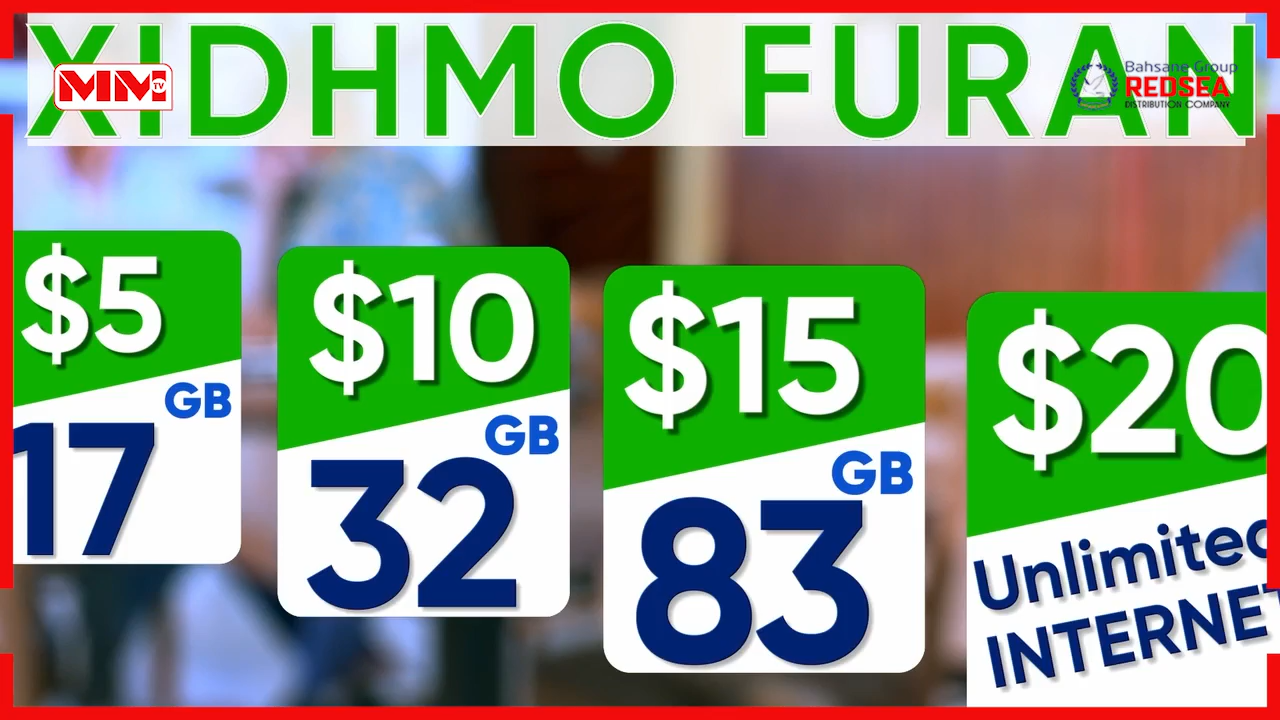 XIDHMO FURAN
MM TV
Bahsane Group
REDSEA
DISTRIBUTION COMPANY
$5
GB
17
$10
GB
32
$15
GB
83
$20
Unlimited
INTERNET